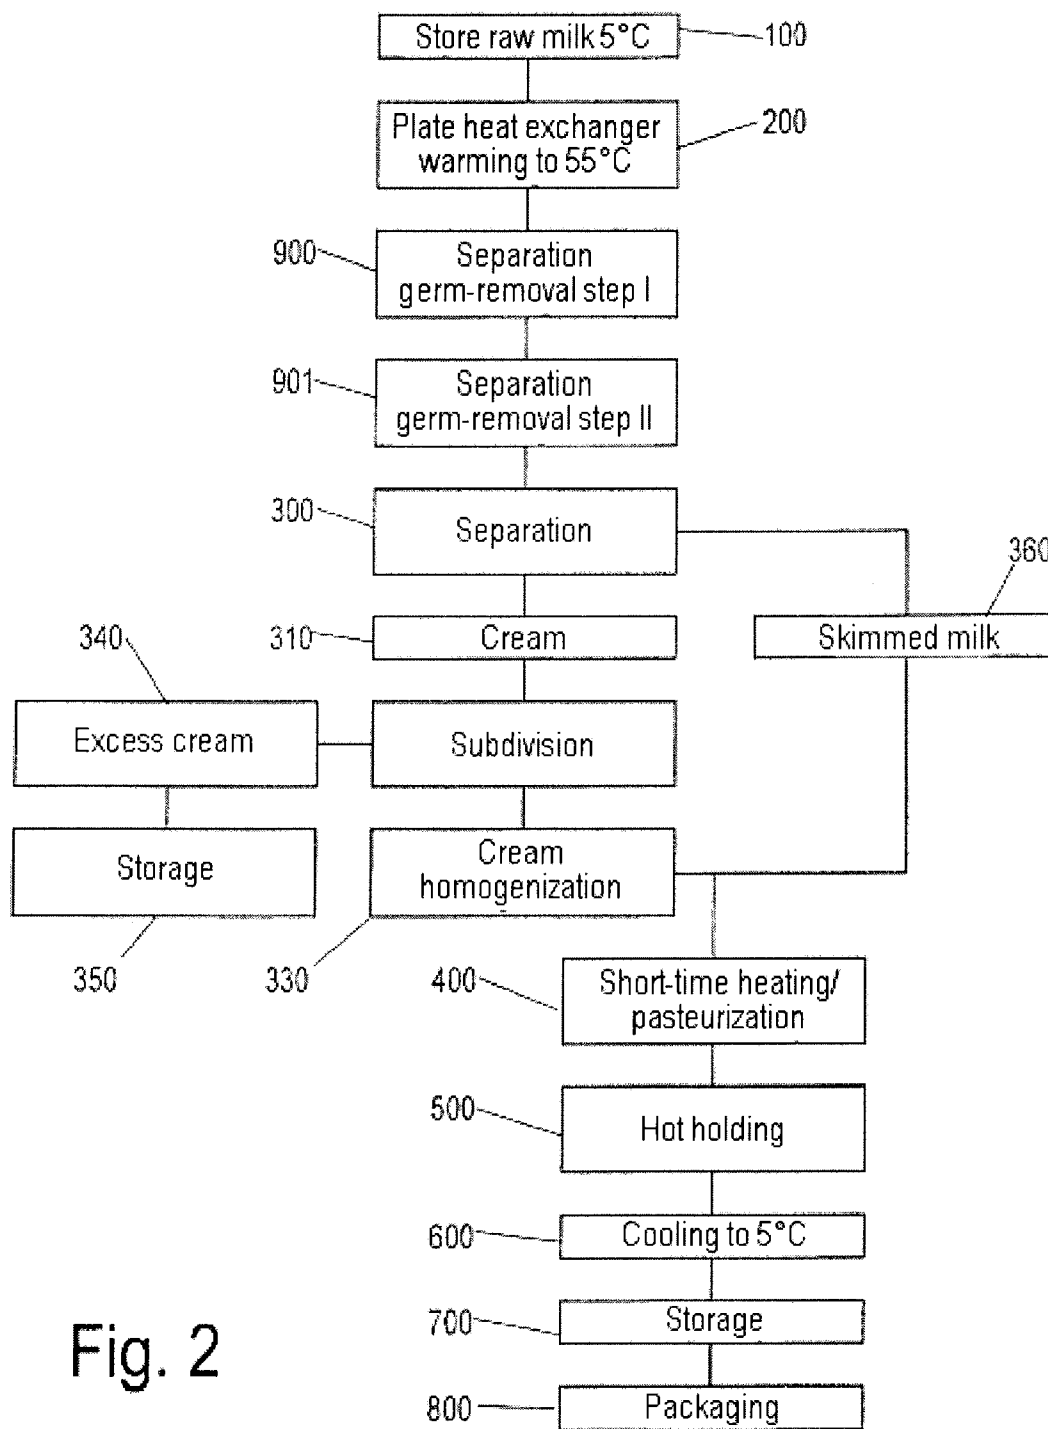 Store raw milk 5°C
100
Plate heat exchanger
warming to 55°C
200
900
Separation
germ-removal step I
901
Separation
germ-removal step II
300
Separation
360
310
Cream
Skimmed milk
340
Excess cream
Subdivision
Storage
Cream
homogenization
350
330
400
Short-time heating/
pasteurization
500
Hot holding
600
Cooling to 5°C
700
Storage
Fig. 2
800
Packaging